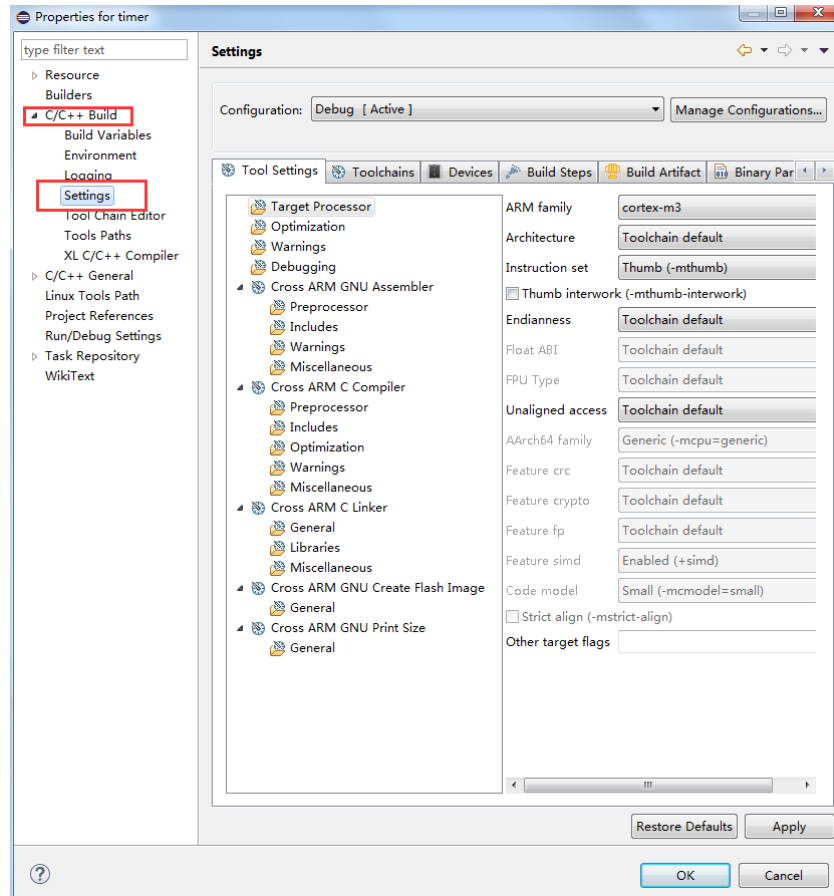 Properties for timer
type filter text
Resource
Builders
C/C++ Build
Build Variables
Environment
Logging
Settings
Tool Chain Editor
Tools Paths
XL C/C++ Compiler
C/C++ General
Linux Tools Path
Project References
Run/Debug Settings
Task Repository
WikiText
Settings
Configuration: Debug [ Active ] Manage Configurations...
Tool Settings Toolchains Devices Build Steps Build Artifact Binary Par
Target Processor
Optimization
Warnings
Debugging
Cross ARM GNU Assembler
Preprocessor
Includes
Warnings
Miscellaneous
Cross ARM C Compiler
Preprocessor
Includes
Optimization
Warnings
Miscellaneous
Cross ARM C Linker
General
Libraries
Miscellaneous
Cross ARM GNU Create Flash Image
General
Cross ARM GNU Print Size
General
ARM family cortex-m3
Architecture Toolchain default
Instruction set Thumb (-mthumb)
Thumb interwork (-mthumb-interwork)
Endianness Toolchain default
Float ABI Toolchain default
FPU Type Toolchain default
Unaligned access Toolchain default
AArch64 family Generic (-mcpu=generic)
Feature crc Toolchain default
Feature crypto Toolchain default
Feature fp Toolchain default
Feature simd Enabled (+simd)
Code model Small (-mcmodel=small)
Strict align (-mstrict-align)
Other target flags
Restore Defaults Apply
OK Cancel